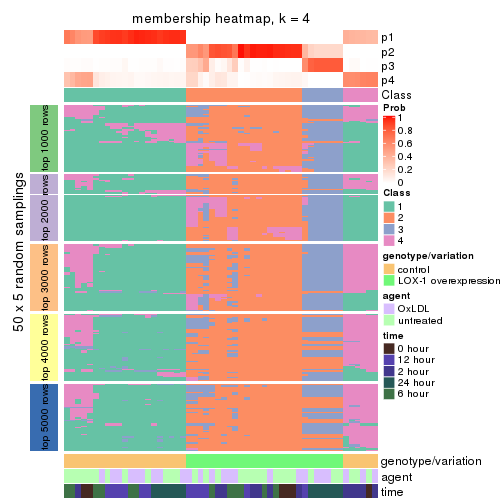 membership heatmap, k = 4
p1
p2
p3
p4
Class
50 x 5 random samplings
top 1000 rows
top 2000 rows
top 3000 rows
top 4000 rows
top 5000 rows
genotype/variation
agent
time
Prob
1
0.8
0.6
0.4
0.2
0
Class
1
2
3
4
genotype/variation
control
LOX-1 overexpression
agent
OxLDL
untreated
time
0 hour
12 hour
2 hour
24 hour
6 hour